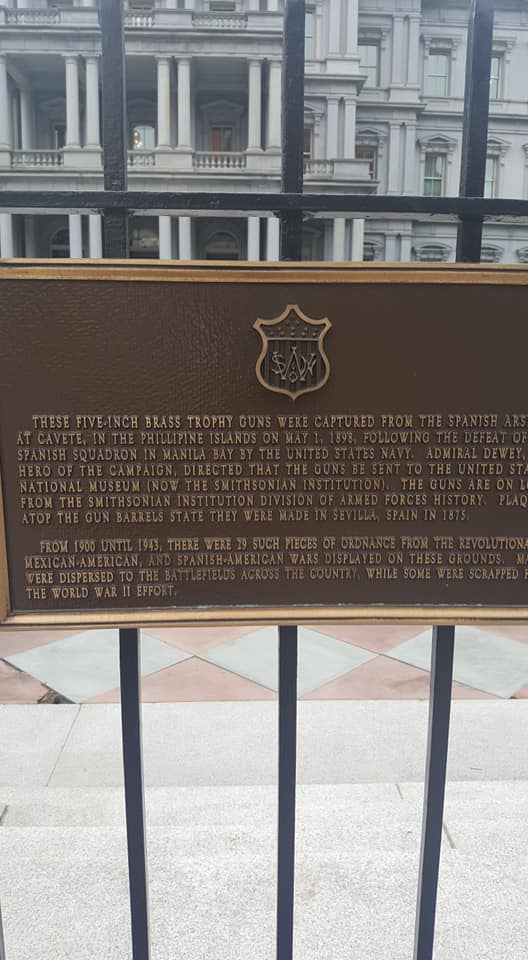 SAW
THESE FIVE-INCH BRASS TROPHY GUNS WERE CAPTURED FROM THE SPANISH ARS
AT CAVETE, IN THE PHILLIPINE ISLANDS ON MAY 1, 1898, FOLLOWING THE DEFEAT OF
SPANISH SQUADRON IN MANILA BAY BY THE UNITED STATES NAVY. ADMIRAL DEWEY,
HERO OF THE CAMPAIGN, DIRECTED THAT THE GUNS BE SENT TO THE UNITED STA
NATIONAL MUSEUM (NOW THE SMITHSONIAN INSTITUTION). THE GUNS ARE ON LO
FROM THE SMITHSONIAN INSTITUTION DIVISION OF ARMED FORCES HISTORY. PLAQ
ATOP THE GUN BARRELS STATE THEY WERE MADE IN SEVILLA, SPAIN IN 1875.
FROM 1900 UNTIL 1943, THERE WERE 29 SUCH PIECES OF ORDNANCE FROM THE REVOLUTIONA
MEXICAN-AMERICAN, AND SPANISH-AMERICAN WARS DISPLAYED ON THESE GROUNDS. MA
WERE DISPERSED TO THE BATTLEFIELDS ACROSS THE COUNTRY, WHILE SOME WERE SCRAPPED F
THE WORLD WAR II EFFORT.